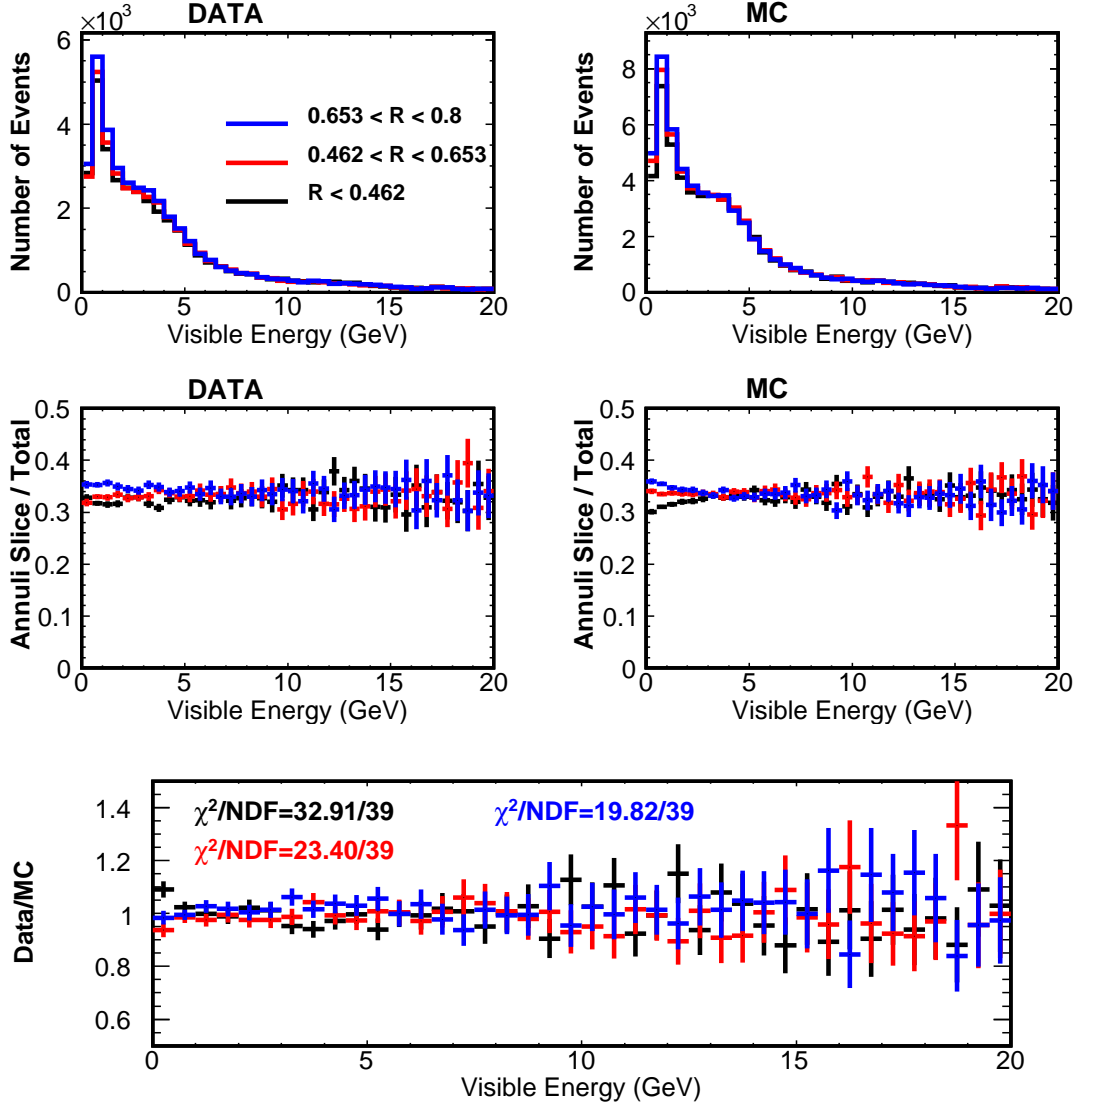 ×10³
DATA
6
4
2
0
0 5 10 15 20
Number of Events
Visible Energy (GeV)
0.653 < R < 0.8
0.462 < R < 0.653
R < 0.462
×10³
MC
8
6
4
2
0
0 5 10 15 20
Number of Events
Visible Energy (GeV)
DATA
0.5
0.4
0.3
0.2
0.1
0
0 5 10 15 20
Annuli Slice / Total
Visible Energy (GeV)
MC
0.5
0.4
0.3
0.2
0.1
0
0 5 10 15 20
Annuli Slice / Total
Visible Energy (GeV)
χ²/NDF=32.91/39
χ²/NDF=19.82/39
χ²/NDF=23.40/39
1.4
1.2
1
0.8
0.6
0 5 10 15 20
Data/MC
Visible Energy (GeV)